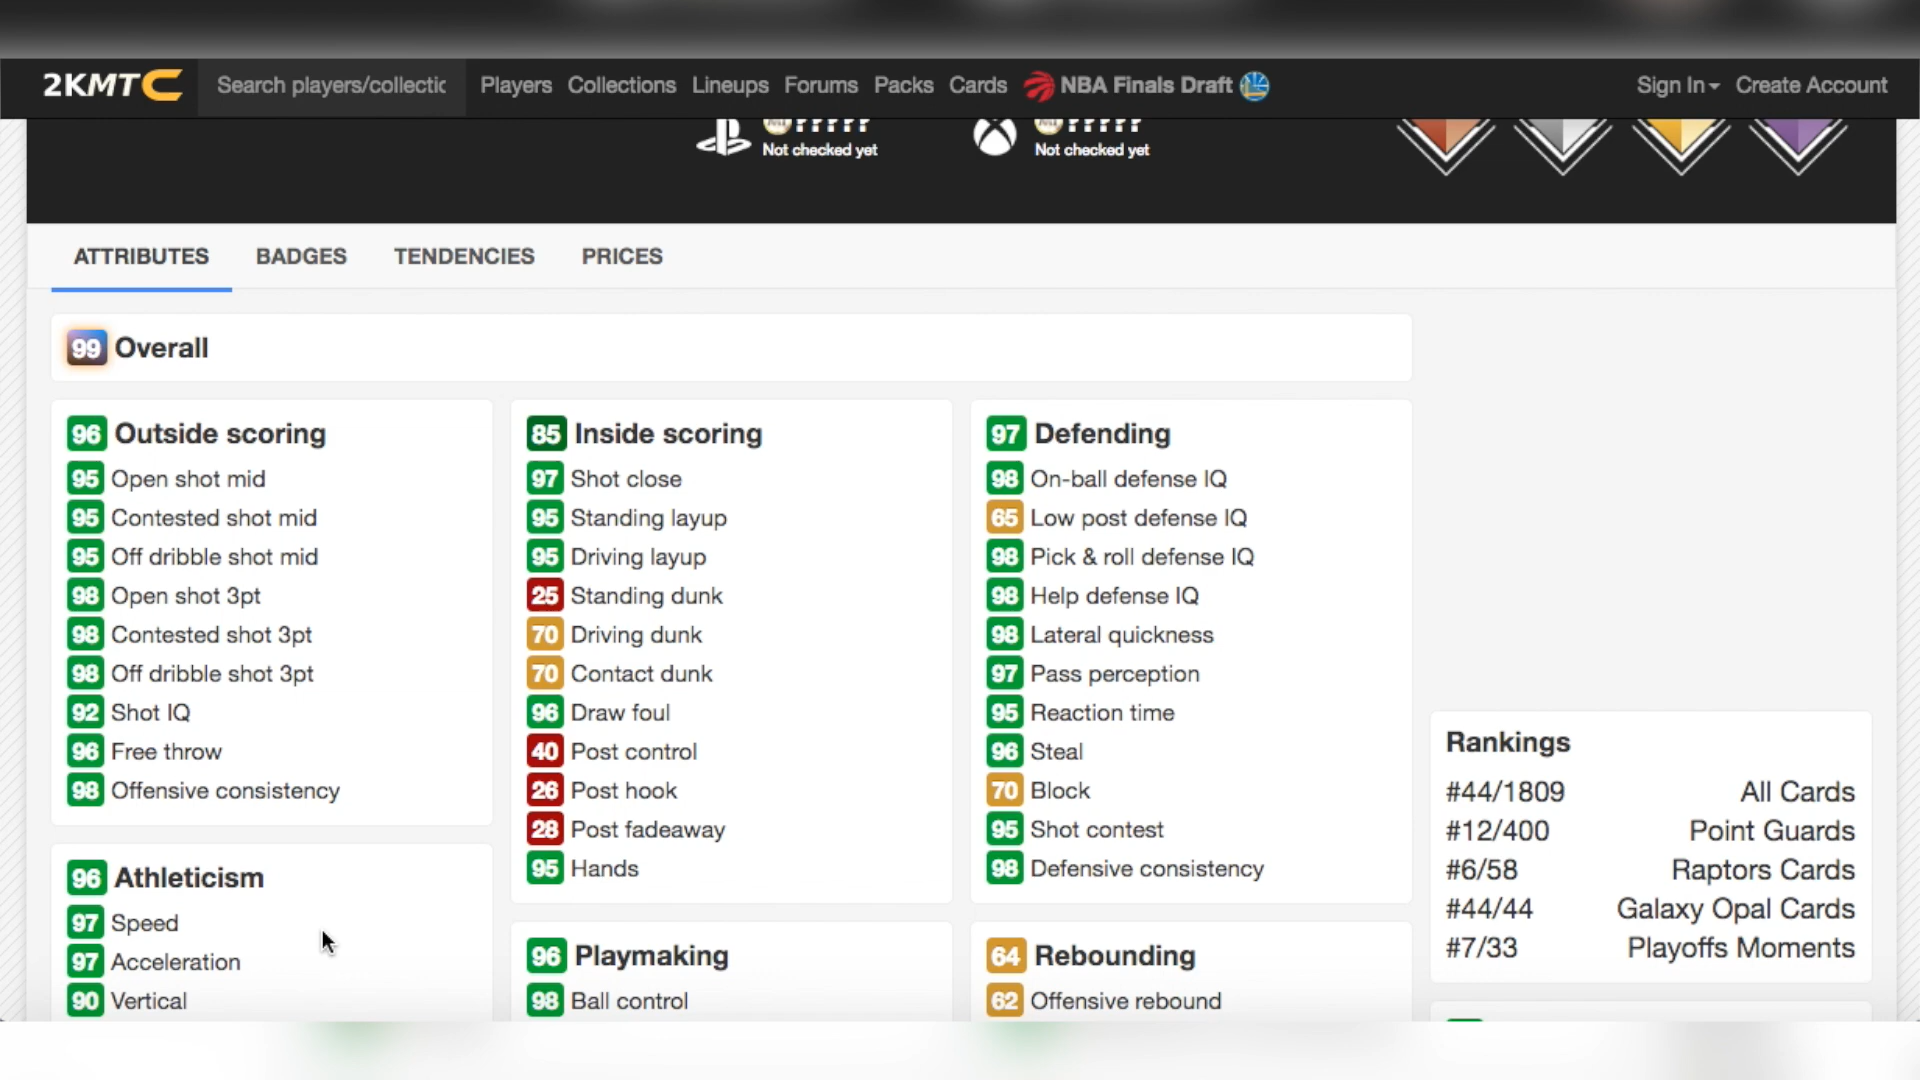 2KMTC Search players/collectic Players Collections Lineups Forums Packs Cards NBA Finals Draft Sign In Create Account
????? ?????
Not checked yet Not checked yet
ATTRIBUTES BADGES TENDENCIES PRICES
99 Overall
96 Outside scoring
95 Open shot mid
95 Contested shot mid
95 Off dribble shot mid
98 Open shot 3pt
98 Contested shot 3pt
98 Off dribble shot 3pt
92 Shot IQ
96 Free throw
98 Offensive consistency
96 Athleticism
97 Speed
97 Acceleration
90 Vertical
85 Inside scoring
97 Shot close
95 Standing layup
95 Driving layup
25 Standing dunk
70 Driving dunk
70 Contact dunk
96 Draw foul
40 Post control
26 Post hook
28 Post fadeaway
95 Hands
96 Playmaking
98 Ball control
97 Defending
98 On-ball defense IQ
65 Low post defense IQ
98 Pick & roll defense IQ
98 Help defense IQ
98 Lateral quickness
97 Pass perception
95 Reaction time
96 Steal
70 Block
95 Shot contest
98 Defensive consistency
64 Rebounding
62 Offensive rebound
Rankings
#44/1809 All Cards
#12/400 Point Guards
#6/58 Raptors Cards
#44/44 Galaxy Opal Cards
#7/33 Playoffs Moments